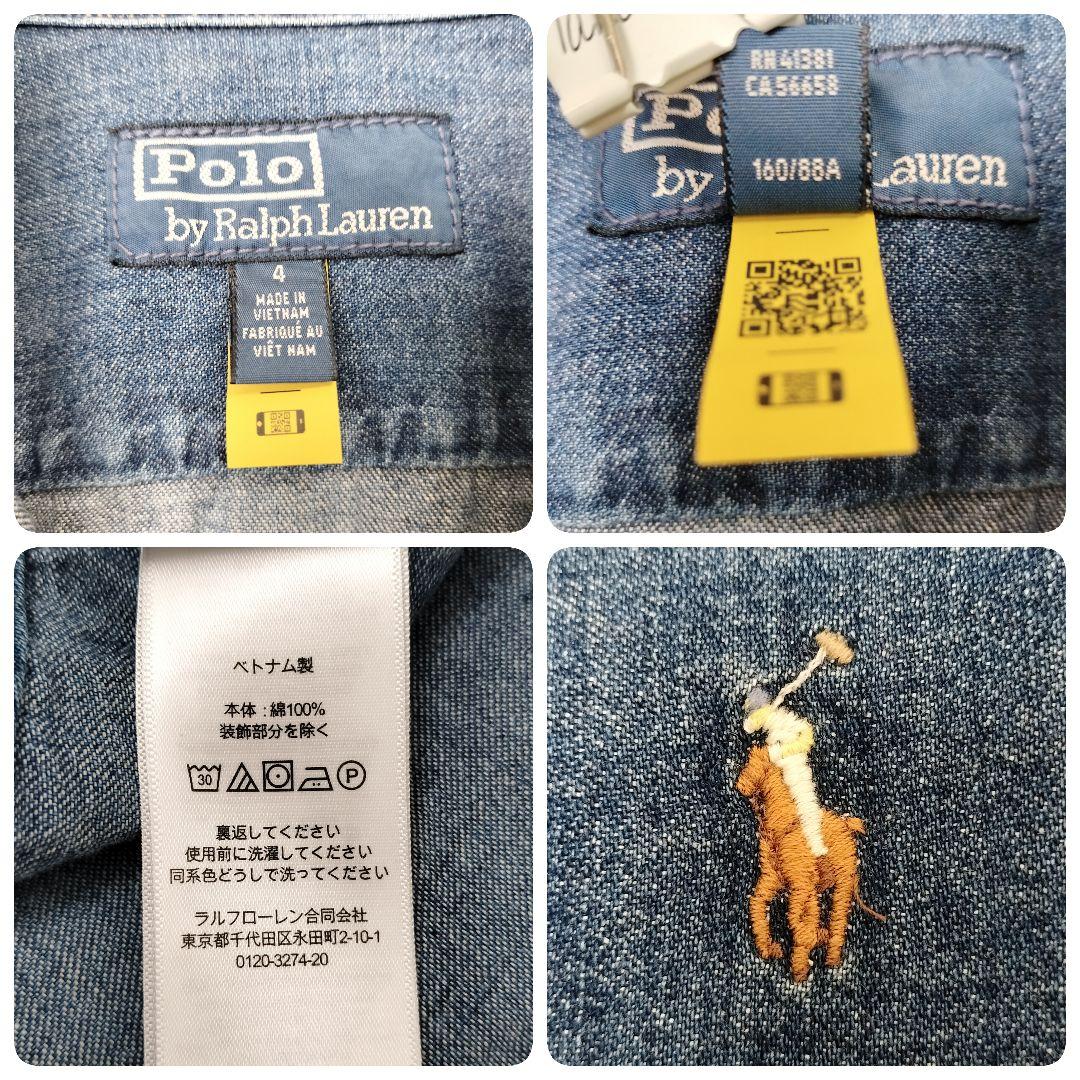 Polo
by Ralph Lauren
4
MADE IN
VIETNAM
FABRIQUE AU
VIÊT NAM
RN 41381
CA 56658
by Lauren
160/88A
ベトナム製
本体：綿100%
装飾部分を除く
30 P
裏返してください
使用前に洗濯してください
同系色どうしで洗ってください
ラルフローレン合同会社
東京都千代田区永田町2-10-1
0120-3274-20